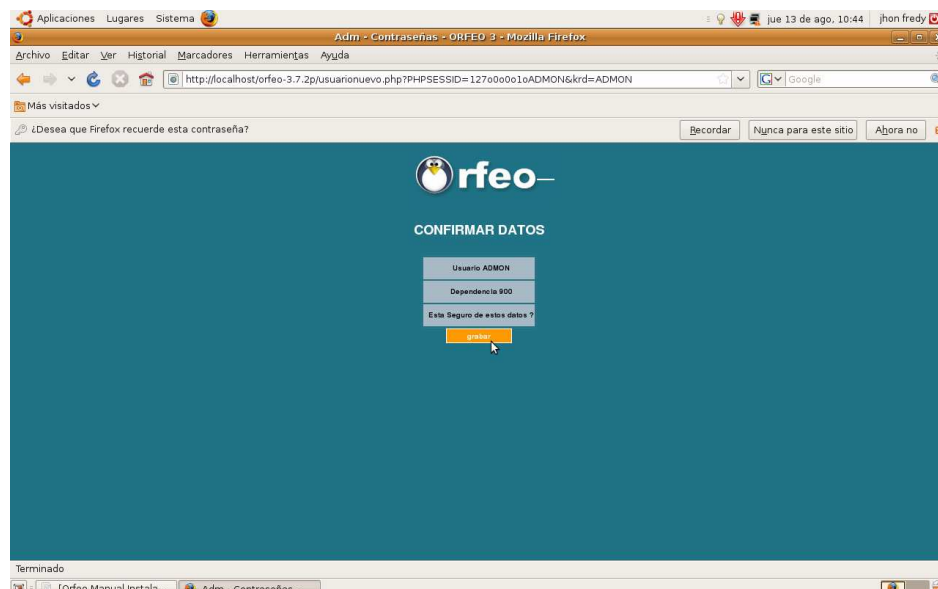 Aplicaciones Lugares Sistema jue 13 de ago, 10:44 jhon fredy
Adm - Contraseñas - ORFEO 3 - Mozilla Firefox
Archivo Editar Ver Historial Marcadores Herramientas Ayuda
http://localhost/orfeo-3.7.2p/usuarionuevo.php?PHPSESSID=127o0o0o1oADMON&krd=ADMON Google
Más visitados
¿Desea que Firefox recuerde esta contraseña? Recordar Nunca para este sitio Ahora no
Orfeo
CONFIRMAR DATOS
Usuario ADMON
Dependencia 900
Esta Seguro de estos datos ?
grabar
Terminado
[Orfeo Manual Instala... Adm - Contraseñas ...